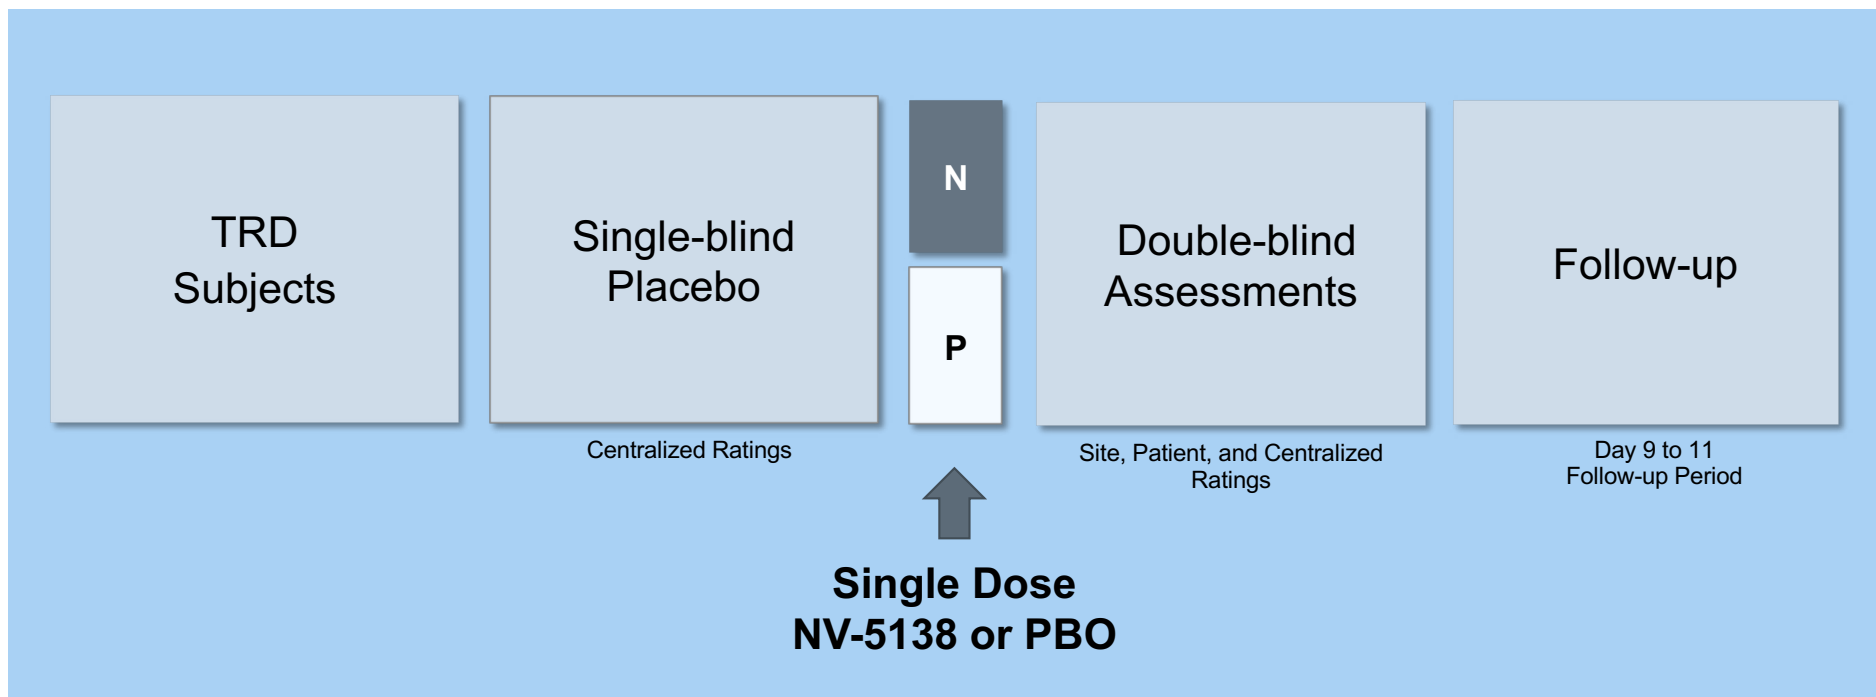 TRD
Subjects
Single-blind
Placebo
Centralized Ratings
N
P
Single Dose
NV-5138 or PBO
Double-blind
Assessments
Site, Patient, and Centralized
Ratings
Follow-up
Day 9 to 11
Follow-up Period